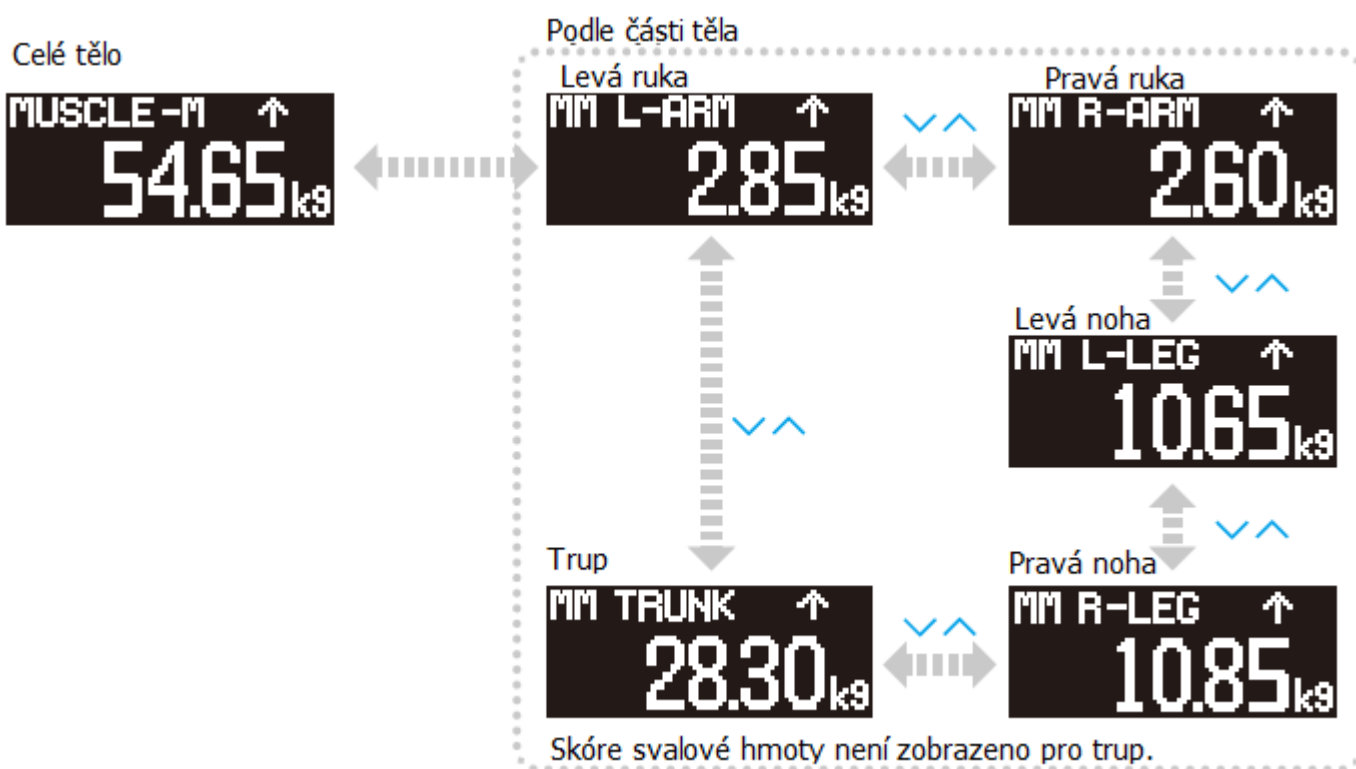 Celé tělo
MUSCLE-M ↑
54.65kg
Podle části těla
Levá ruka
MM L-ARM ↑
2.85kg
Pravá ruka
MM R-ARM ↑
2.60kg
Levá noha
MM L-LEG ↑
10.65kg
Trup
MM TRUNK ↑
28.30kg
Pravá noha
MM R-LEG ↑
10.85kg
Skóre svalové hmoty není zobrazeno pro trup.